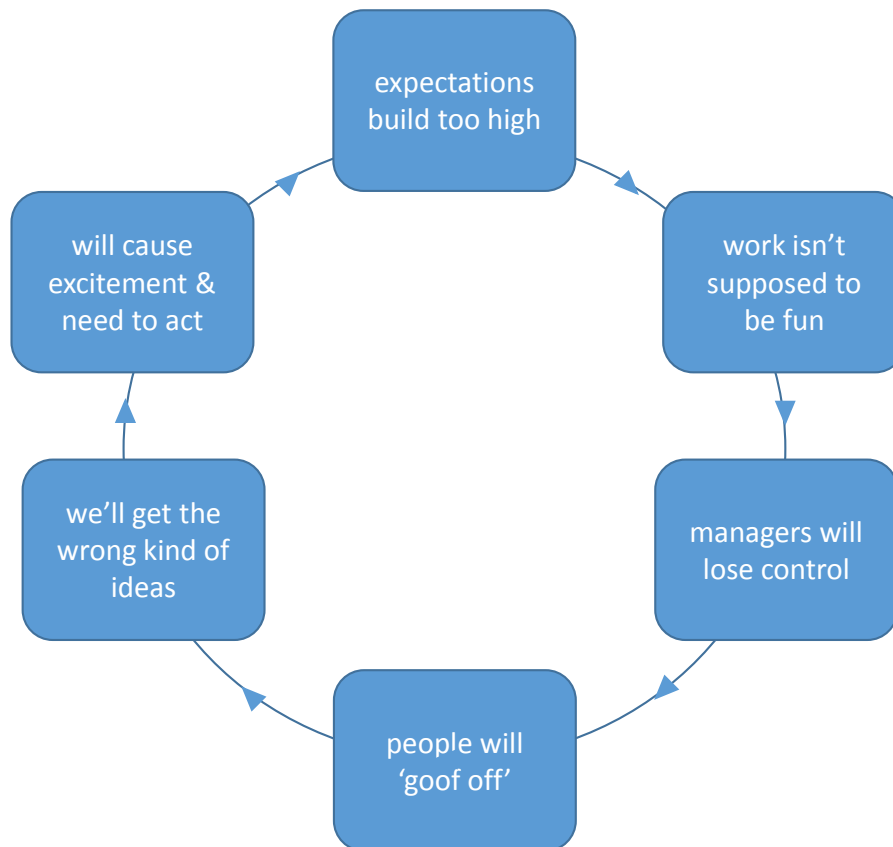 expectations
build too high
work isn’t
supposed to
be fun
managers will
lose control
people will
‘goof off’
we’ll get the
wrong kind of
ideas
will cause
excitement &
need to act